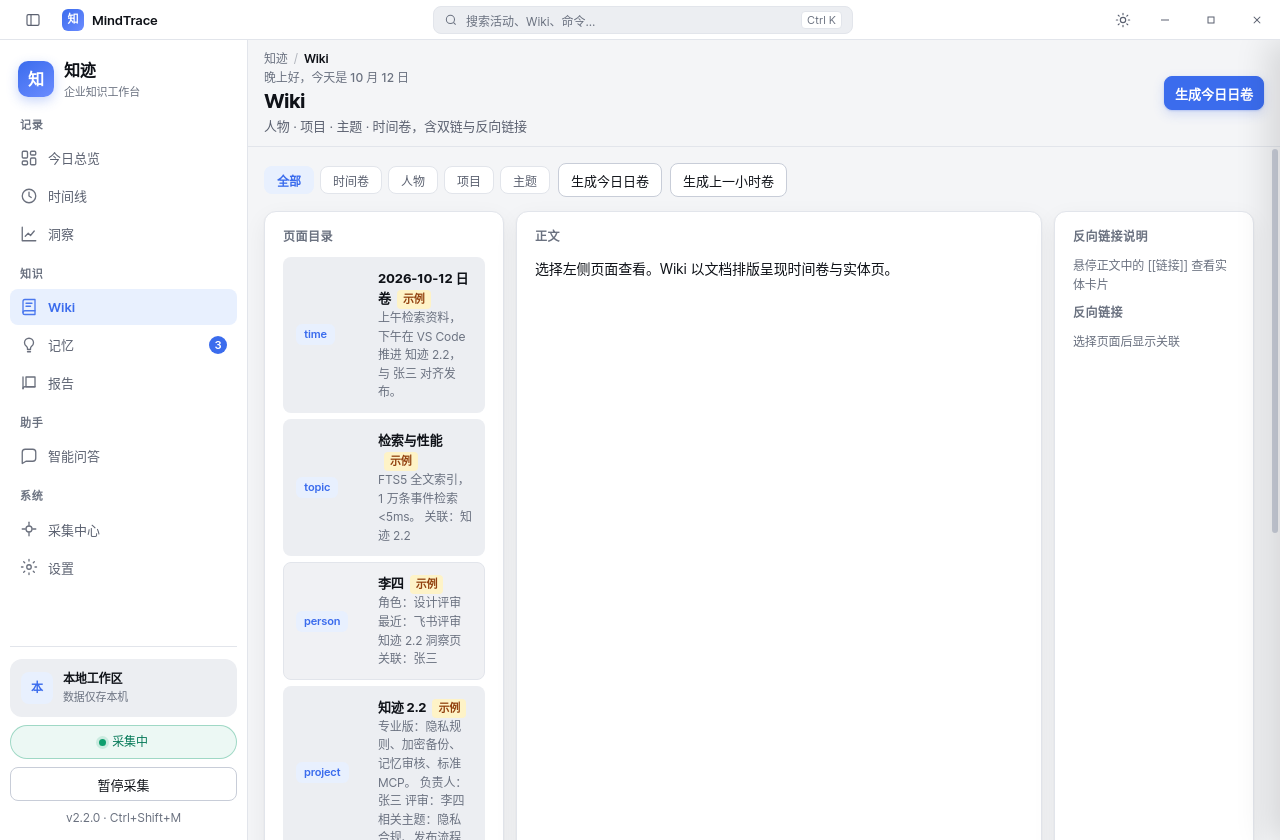 知 MindTrace
搜索活动、Wiki、命令... Ctrl K
知 知迹
企业知识工作台
记录
今日总览
时间线
洞察
知识
Wiki
记忆 3
报告
助手
智能问答
系统
采集中心
设置
本 本地工作区
数据仅存本机
采集中
暂停采集
v2.2.0 · Ctrl+Shift+M
知迹 / Wiki
晚上好，今天是 10 月 12 日
Wiki
人物 · 项目 · 主题 · 时间卷，含双链与反向链接
生成今日日卷
全部 时间卷 人物 项目 主题 生成今日日卷 生成上一小时卷
页面目录
time
2026-10-12 日
卷 示例
上午检索资料，
下午在 VS Code
推进 知迹 2.2，
与 张三 对齐发
布。
topic
检索与性能
示例
FTS5 全文索引，
1 万条事件检索
<5ms。 关联：知
迹 2.2
person
李四 示例
角色：设计评审
最近：飞书评审
知迹 2.2 洞察页
关联：张三
project
知迹 2.2 示例
专业版：隐私规
则、加密备份、
记忆审核、标准
MCP。 负责人：
张三 评审：李四
相关主题：隐私
合规、发布流程
正文
选择左侧页面查看。Wiki 以文档排版呈现时间卷与实体页。
反向链接说明
悬停正文中的 [[链接]] 查看实
体卡片
反向链接
选择页面后显示关联